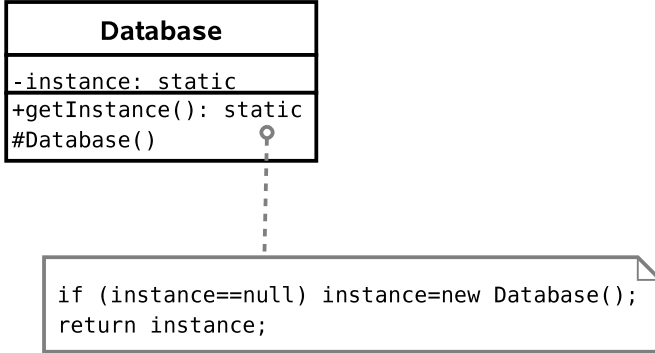 Database
-instance: static
+getInstance(): static
#Database()
if (instance==null) instance=new Database();
return instance;